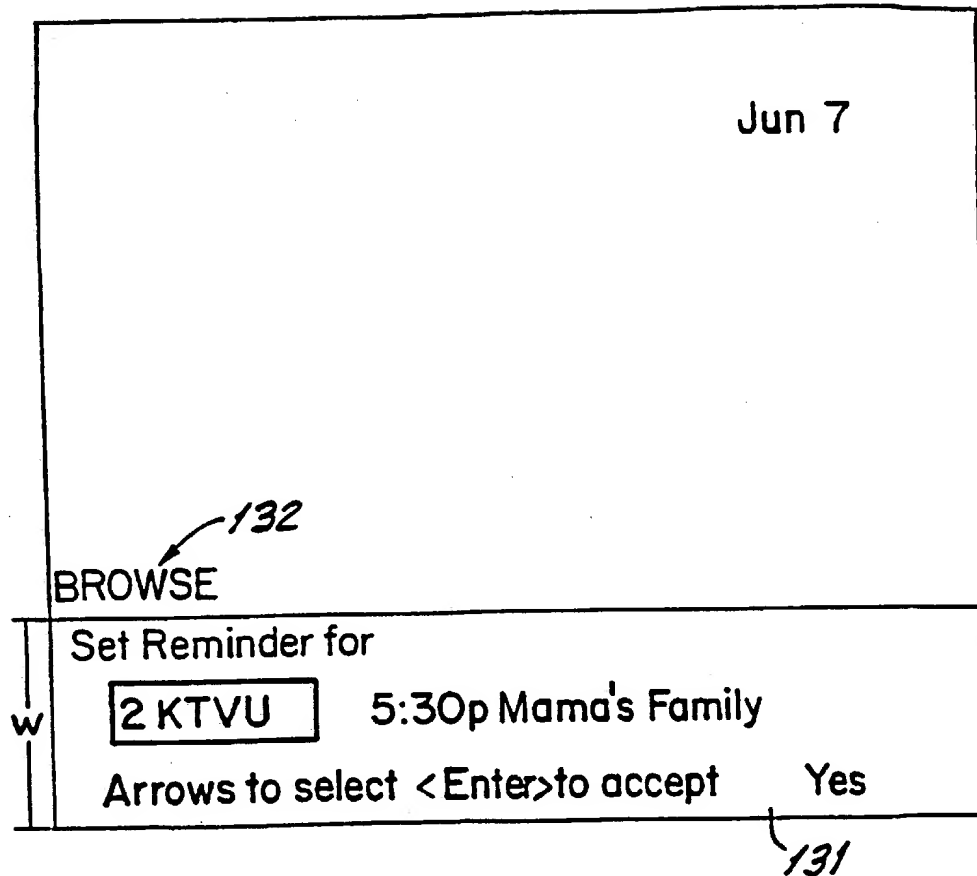 Jun 7
132
BROWSE
Set Reminder for
W
2 KTVU 5:30p Mama's Family
Arrows to select <Enter>to accept Yes
131